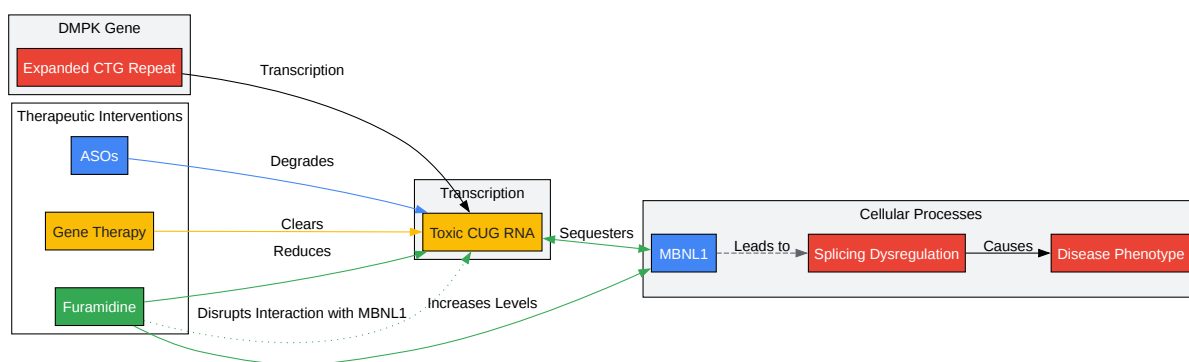 DMPK Gene
Expanded CTG Repeat
Transcription
Therapeutic Interventions
ASOs
Degrades
Gene Therapy
Clears
Reduces
Furamidine
Disrupts Interaction with MBNL1
Increases Levels
Transcription
Toxic CUG RNA
Sequesters
Cellular Processes
MBNL1
Leads to
Splicing Dysregulation
Causes
Disease Phenotype